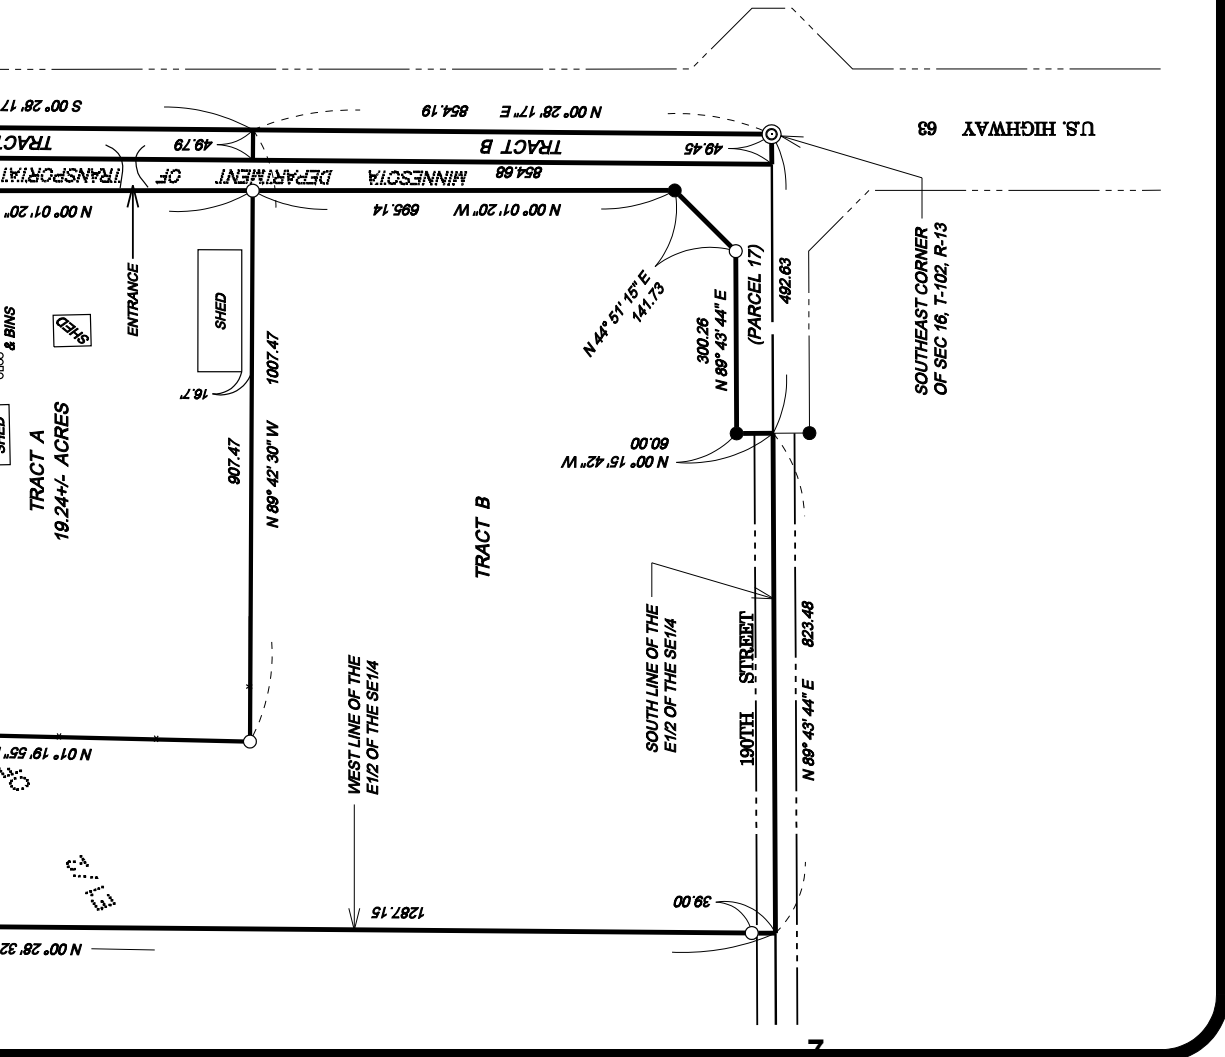 S 00° 28' 17
854.19
N 00° 28' 17" E
U.S. HIGHWAY 63
TRACT
49.79
TRACT B
49.45
MINNESOTA DEPARTMENT OF
854.68
N 00° 01' 20"
N 00° 01' 20" W 695.14
ENTRANCE
SHED
SHED
& BINS
SHED
16.7'
TRACT A
19.24+/- ACRES
907.47
N 89° 42' 30" W 1007.47
N 44° 51' 15" E
141.73
300.26
N 89° 43' 44" E
(PARCEL 17)
492.63
SOUTHEAST CORNER
OF SEC 16, T-102, R-13
N 00° 15' 42" W
60.00
TRACT B
SOUTH LINE OF THE
E1/2 OF THE SE1/4
190TH STREET
N 89° 43' 44" E 823.48
WEST LINE OF THE
E1/2 OF THE SE1/4
N 01° 19' 55"
1287.15
39.00
N 00° 28' 32